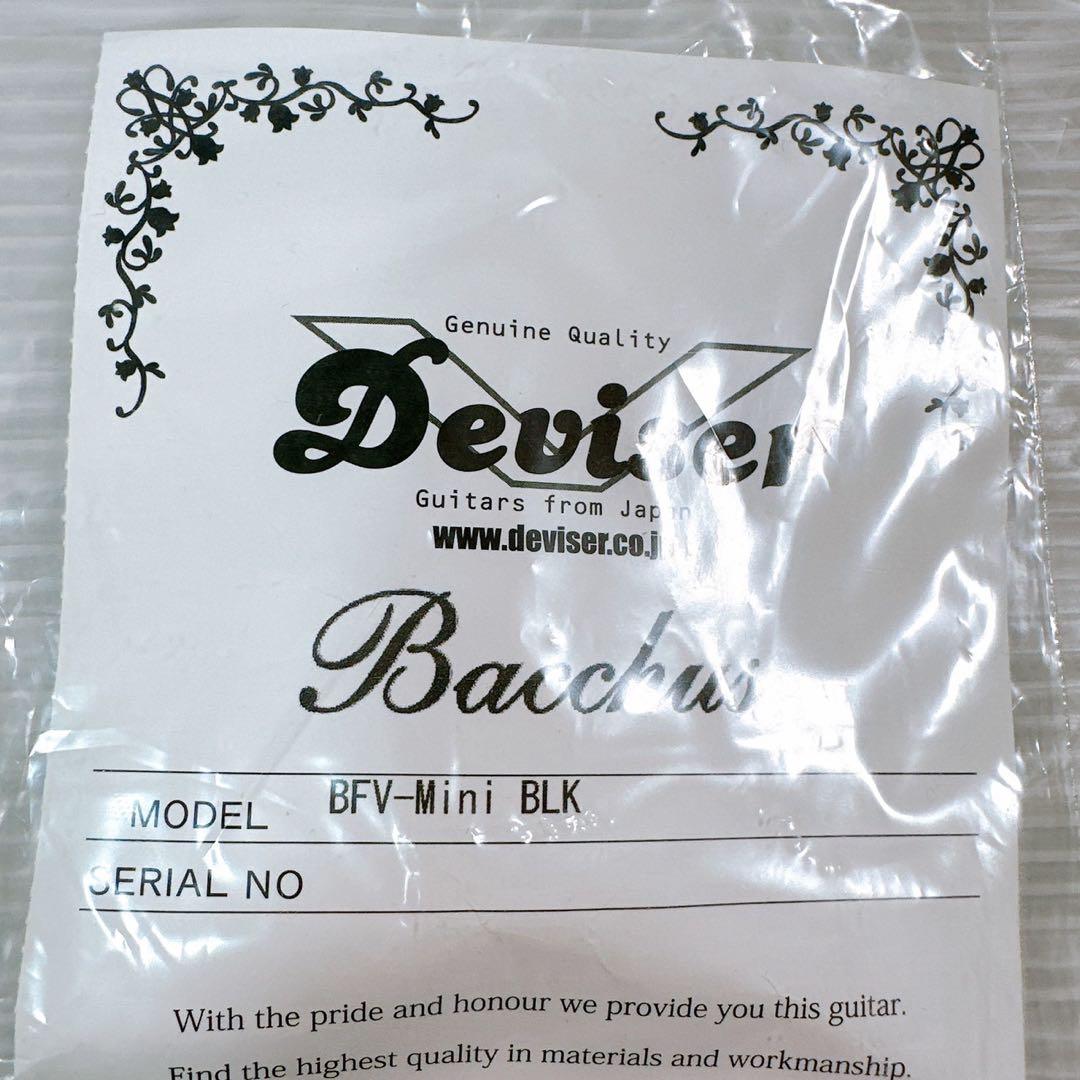 Genuine Quality
Deviser
Guitars from Japan
www.deviser.co.j
Bacchus
MODEL BFV-Mini BLK
SERIAL NO
With the pride and honour we provide you this guitar.
Find the highest quality in materials and workmanship.